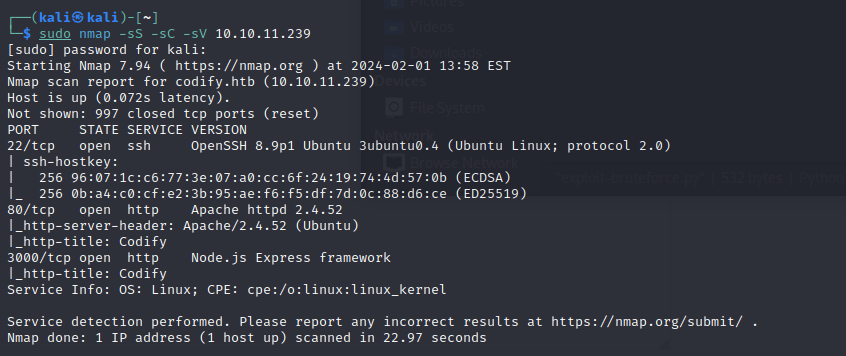 ┌──(kali㉿kali)-[~]
└─$ sudo nmap -sS -sC -sV 10.10.11.239
[sudo] password for kali:
Starting Nmap 7.94 ( https://nmap.org ) at 2024-02-01 13:58 EST
Nmap scan report for codify.htb (10.10.11.239)
Host is up (0.072s latency).
Not shown: 997 closed tcp ports (reset)
PORT     STATE SERVICE VERSION
22/tcp   open  ssh     OpenSSH 8.9p1 Ubuntu 3ubuntu0.4 (Ubuntu Linux; protocol 2.0)
| ssh-hostkey:
|   256 96:07:1c:c6:77:3e:07:a0:cc:6f:24:19:74:4d:57:0b (ECDSA)
|_  256 0b:a4:c0:cf:e2:3b:95:ae:f6:f5:df:7d:0c:88:d6:ce (ED25519)
80/tcp   open  http    Apache httpd 2.4.52
|_http-server-header: Apache/2.4.52 (Ubuntu)
|_http-title: Codify
3000/tcp open  http    Node.js Express framework
|_http-title: Codify
Service Info: OS: Linux; CPE: cpe:/o:linux:linux_kernel
Service detection performed. Please report any incorrect results at https://nmap.org/submit/ .
Nmap done: 1 IP address (1 host up) scanned in 22.97 seconds
Pictures
Videos
Downloads
Devices
File System
Network
Browse Network